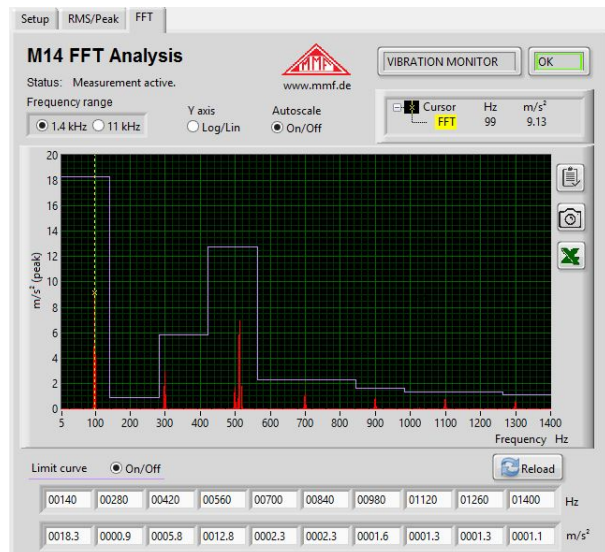 Setup RMS/Peak FFT
M14 FFT Analysis
VIBRATION MONITOR OK
MMF
www.mmf.de
Status: Measurement active.
Frequency range
1.4 kHz 11 kHz
Y axis
Log/Lin
Autoscale
On/Off
Cursor Hz m/s²
FFT 99 9.13
m/s² (peak)
20
18
16
14
12
10
8
6
4
2
0
5 100 200 300 400 500 600 700 800 900 1000 1100 1200 1300 1400
Frequency Hz
Limit curve On/Off Reload
00140 00280 00420 00560 00700 00840 00980 01120 01260 01400 Hz
0018.3 0000.9 0005.8 0012.8 0002.3 0002.3 0001.6 0001.3 0001.3 0001.1 m/s²